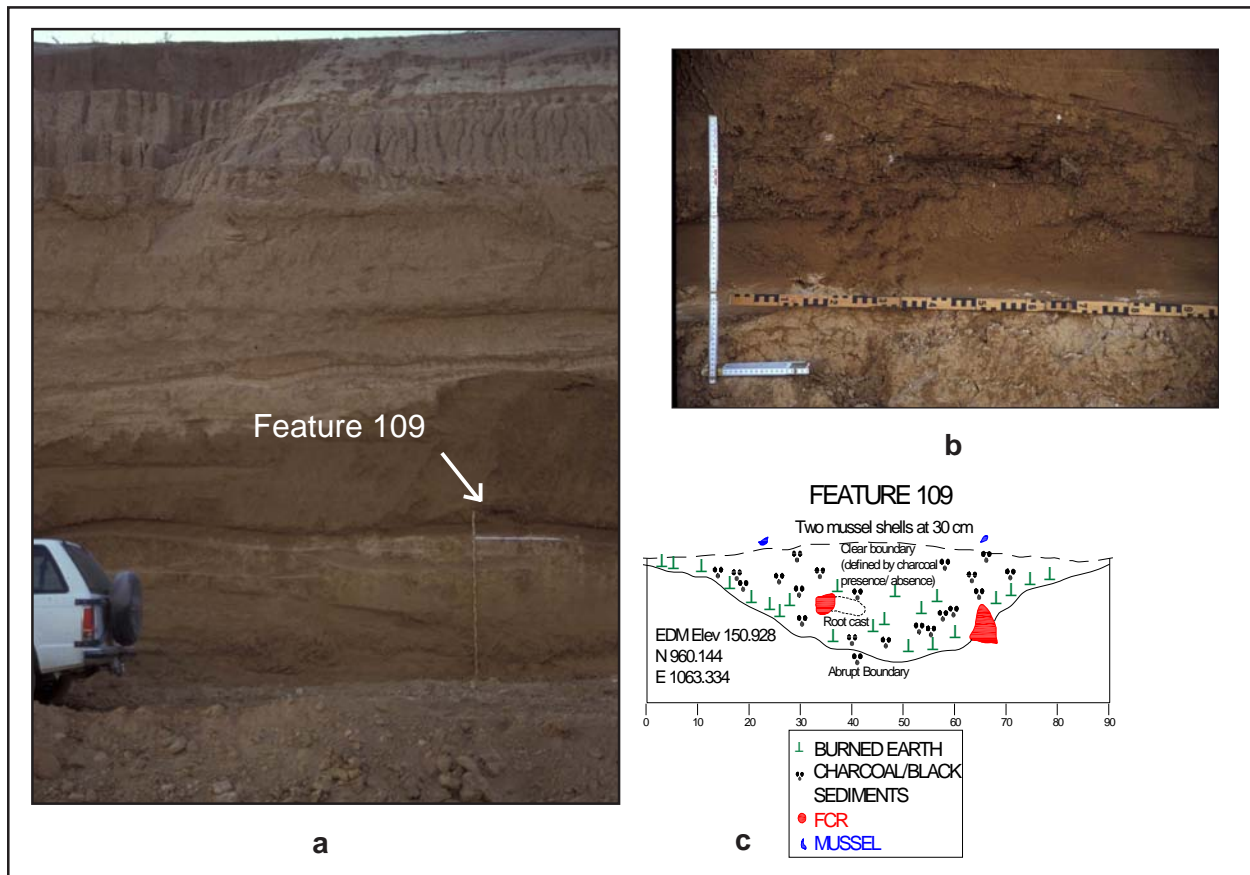 Feature 109
a
b
FEATURE 109
Two mussel shells at 30 cm
Clear boundary
(defined by charcoal
presence/ absence)
Root cast
EDM Elev 150.928
N 960.144
E 1063.334
Abrupt Boundary
0 10 20 30 40 50 60 70 80 90
BURNED EARTH
CHARCOAL/BLACK
SEDIMENTS
FCR
MUSSEL
c